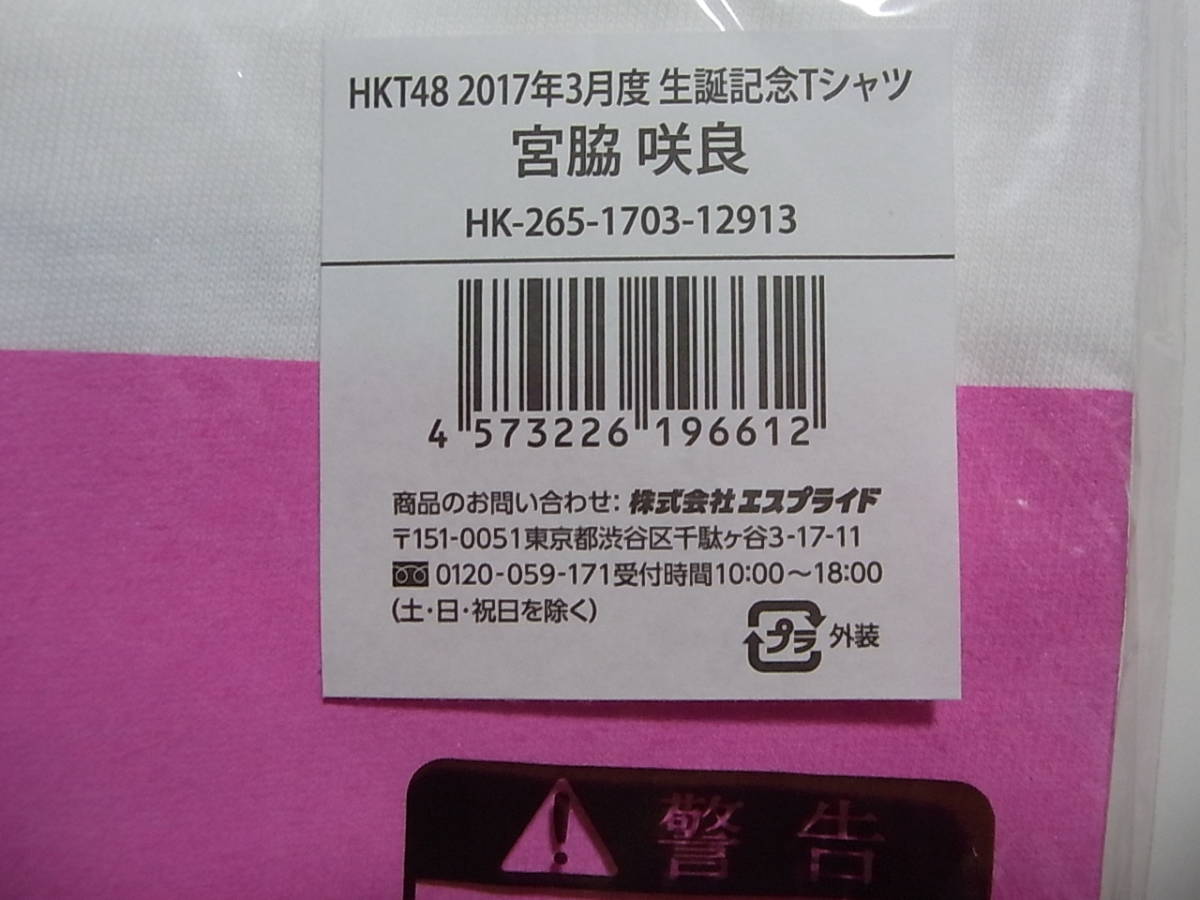 HKT48 2017年3月度 生誕記念Tシャツ
宮脇 咲良
HK-265-1703-12913
4 573226 196612
商品のお問い合わせ: 株式会社エスプライド
〒151-0051東京都渋谷区千駄ヶ谷3-17-11
0120-059-171受付時間10:00～18:00
(土・日・祝日を除く)
プラ 外装
警告